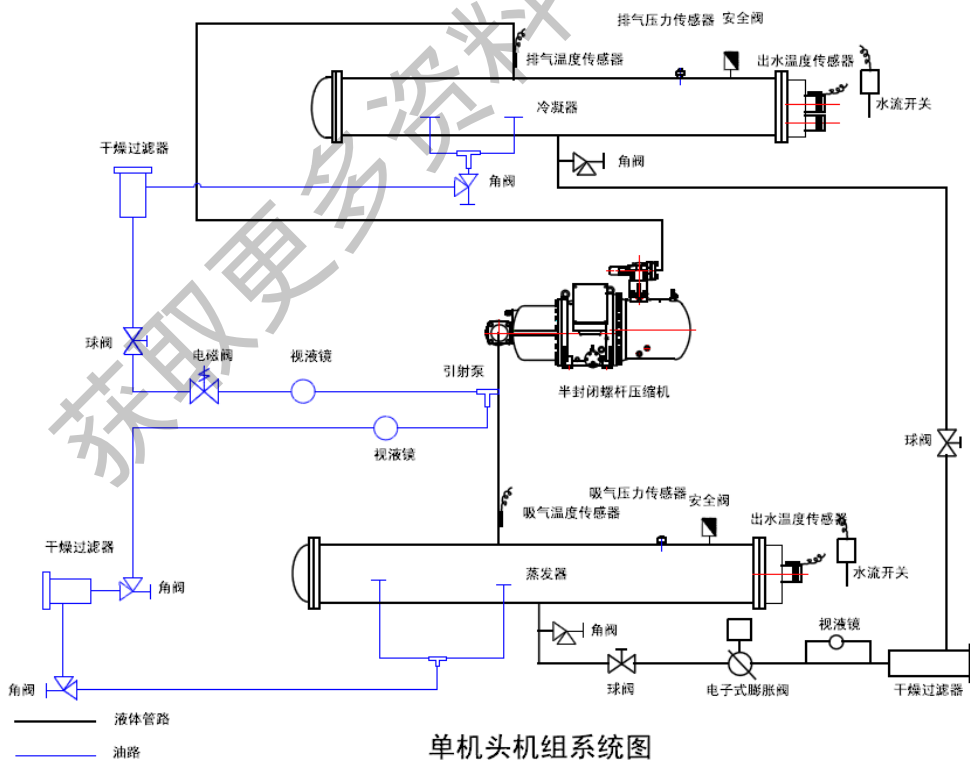 排气压力传感器 安全阀
排气温度传感器
出水温度传感器
水流开关
冷凝器
干燥过滤器
角阀
角阀
球阀
电磁阀
视液镜
引射泵
半封闭螺杆压缩机
视液镜
球阀
吸气压力传感器 安全阀
吸气温度传感器
出水温度传感器
水流开关
干燥过滤器
蒸发器
角阀
角阀
视液镜
角阀
球阀
电子式膨胀阀
干燥过滤器
液体管路
油路
单机头机组系统图
获取更多资料